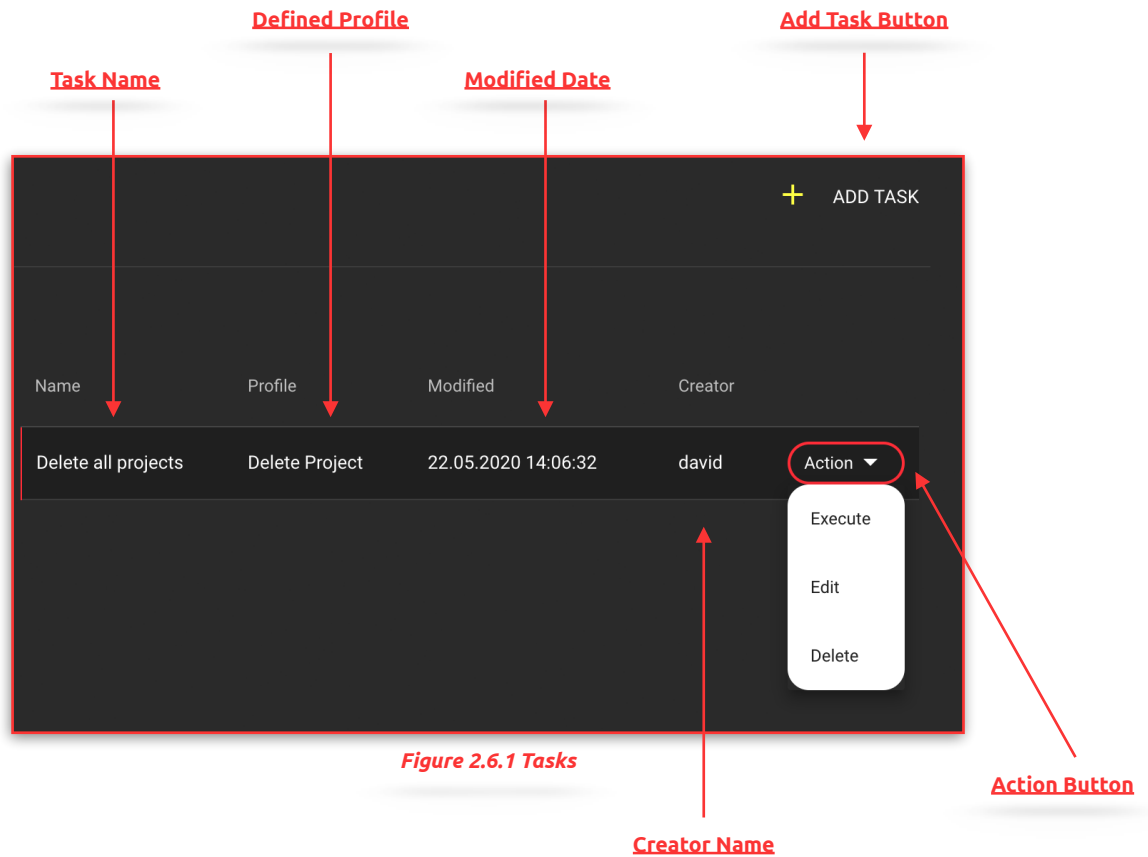 Defined Profile
Add Task Button
Task Name
Modified Date
ADD TASK
Name
Profile
Modified
Creator
Delete all projects
Delete Project
22.05.2020 14:06:32
david
Action
Execute
Edit
Delete
Figure 2.6.1 Tasks
Action Button
Creator Name